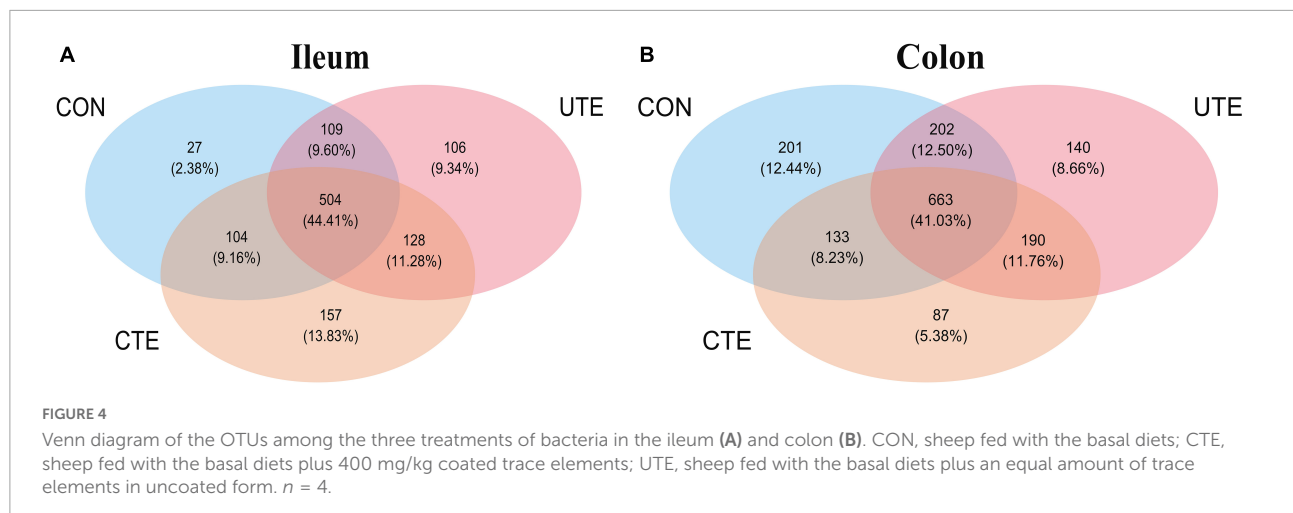 A
Ileum
CON
UTE
27
(2.38%)
109
(9.60%)
106
(9.34%)
504
(44.41%)
104
(9.16%)
128
(11.28%)
157
(13.83%)
CTE
B
Colon
CON
UTE
201
(12.44%)
202
(12.50%)
140
(8.66%)
663
(41.03%)
133
(8.23%)
190
(11.76%)
87
(5.38%)
CTE
FIGURE 4
Venn diagram of the OTUs among the three treatments of bacteria in the ileum (A) and colon (B). CON, sheep fed with the basal diets; CTE,
sheep fed with the basal diets plus 400 mg/kg coated trace elements; UTE, sheep fed with the basal diets plus an equal amount of trace
elements in uncoated form. n = 4.